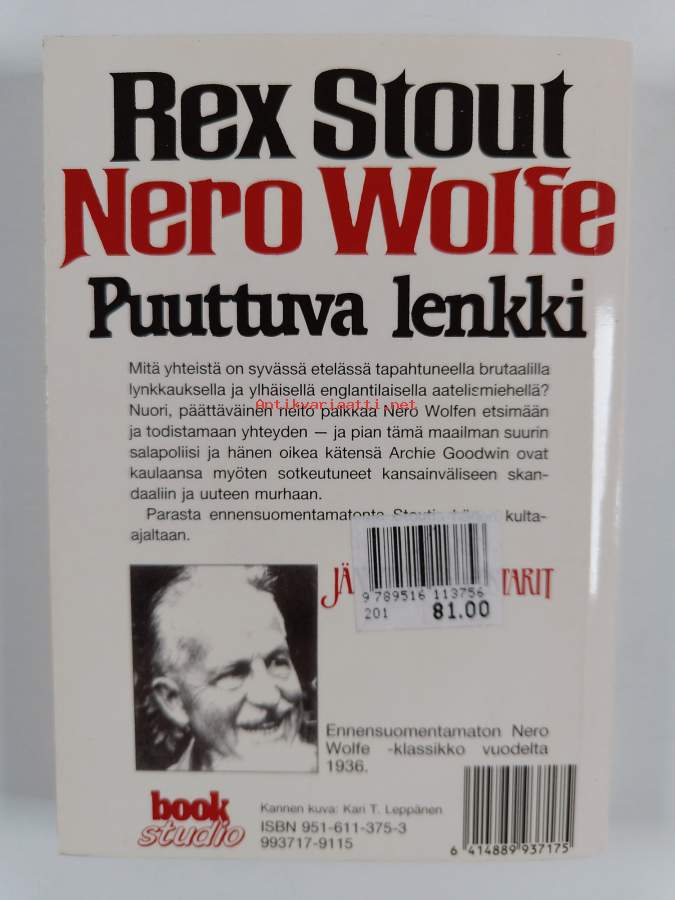 Rex Stout
Nero Wolfe
Puuttuva lenkki
Mitä yhteistä on syvässä etelässä tapahtuneella brutaalilla
lynkkauksella ja ylhäisellä englantilaisella aatelismiehellä?
Antikvariaatti.net
Nuori, päättäväinen neito palkkaa Nero Wolfen etsimään
ja todistamaan yhteyden — ja pian tämä maailman suurin
salapoliisi ja hänen oikea kätensä Archie Goodwin ovat
kaulaansa myöten sotkeutuneet kansainväliseen skan-
daaliin ja uuteen murhaan.
Parasta ennensuomentamatonta kulta-
ajaltaan.
9 789516 113756
201 81.00
Ennensuomentamaton Nero
Wolfe -klassikko vuodelta
1936.
book
studio
Kannen kuva: Kari T. Leppänen
ISBN 951-611-375-3
993717-9115
6 414889 937175